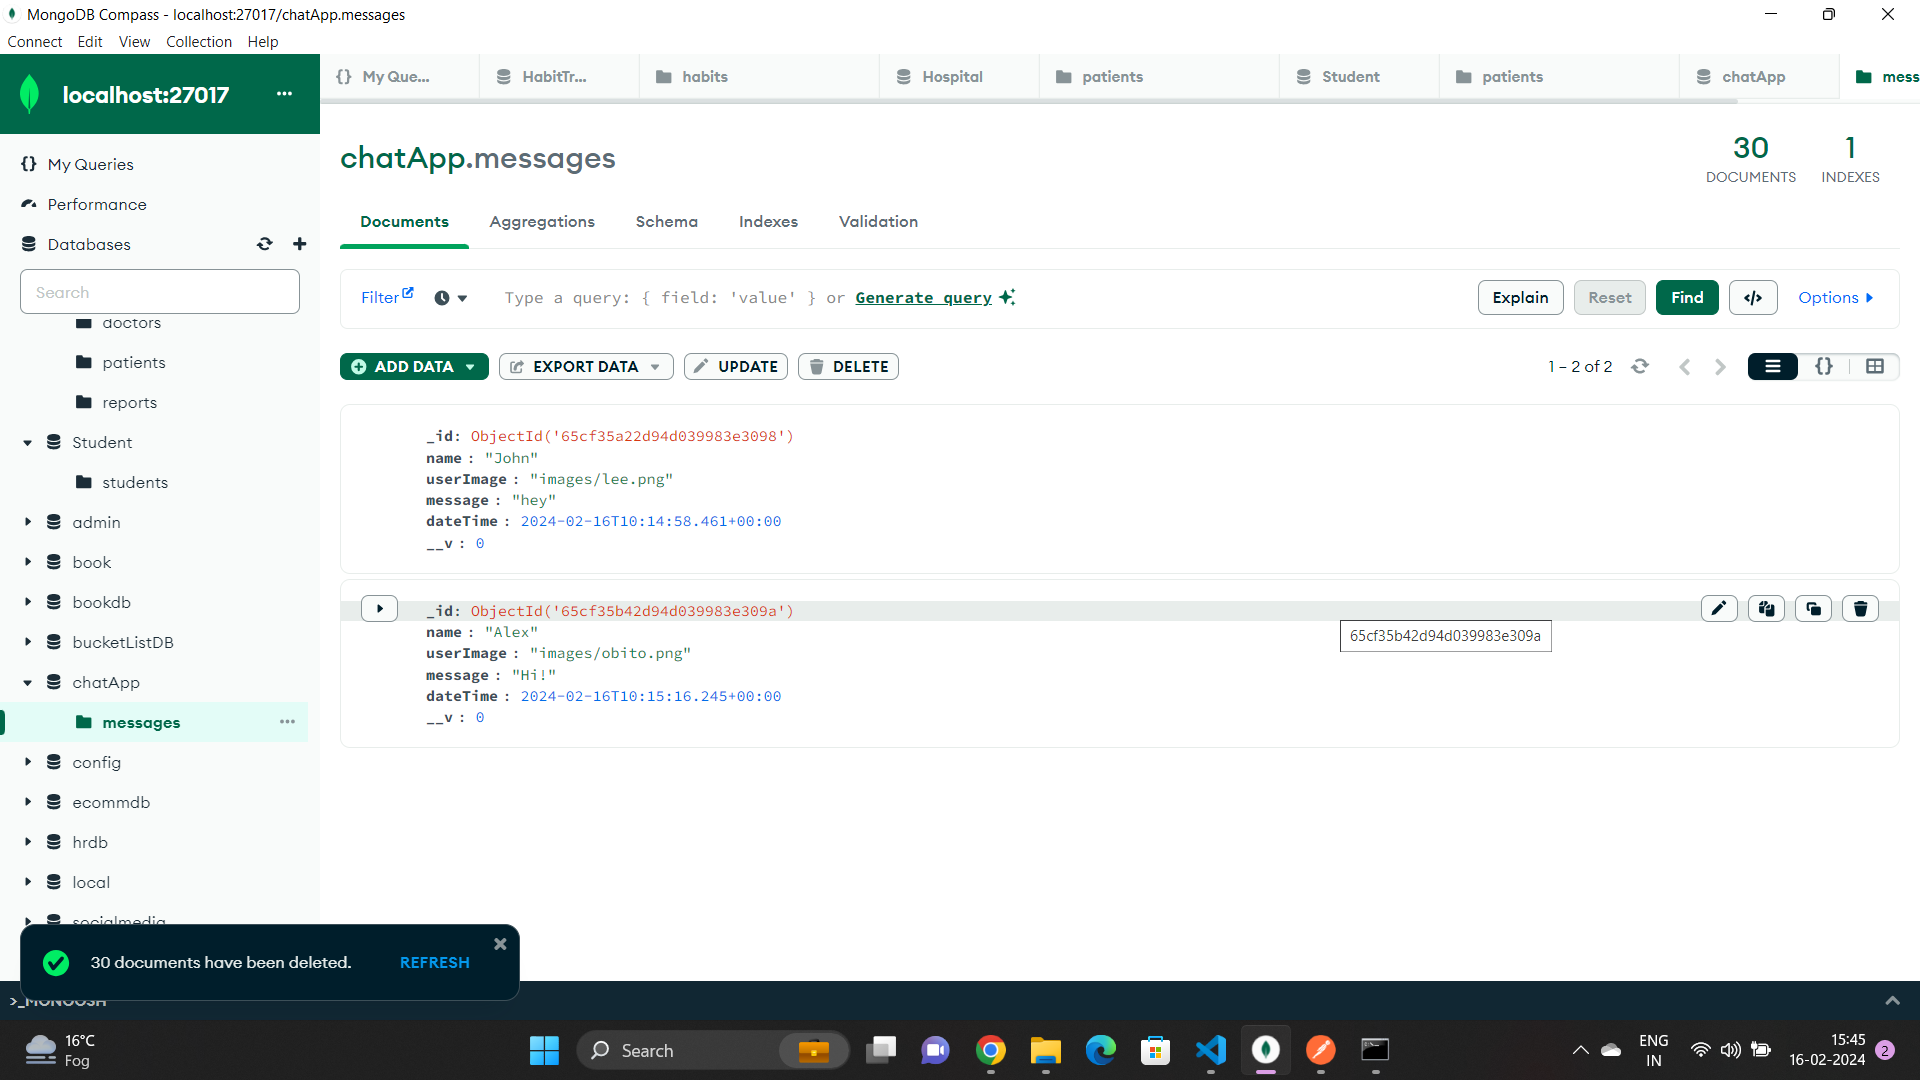 MongoDB Compass - localhost:27017/chatApp.messages
Connect Edit View Collection Help
localhost:27017 ...
{} My Que... HabitTr... habits Hospital patients Student patients chatApp mess
My Queries
Performance
Databases
Search
doctors
patients
reports
Student
students
admin
book
bookdb
bucketListDB
chatApp
messages ...
config
ecommdb
hrdb
local
socialmedia
chatApp.messages
30 DOCUMENTS
1 INDEXES
Documents Aggregations Schema Indexes Validation
Filter Type a query: { field: 'value' } or Generate query Explain Reset Find </> Options
ADD DATA EXPORT DATA UPDATE DELETE 1 – 2 of 2 {}
_id: ObjectId('65cf35a22d94d039983e3098')
name : "John"
userImage : "images/lee.png"
message : "hey"
dateTime : 2024-02-16T10:14:58.461+00:00
__v : 0
_id: ObjectId('65cf35b42d94d039983e309a')
name : "Alex"
65cf35b42d94d039983e309a
userImage : "images/obito.png"
message : "Hi!"
dateTime : 2024-02-16T10:15:16.245+00:00
__v : 0
30 documents have been deleted. REFRESH
>_MONGOSH
16°C
Fog
Search
ENG
IN
15:45
16-02-2024
2